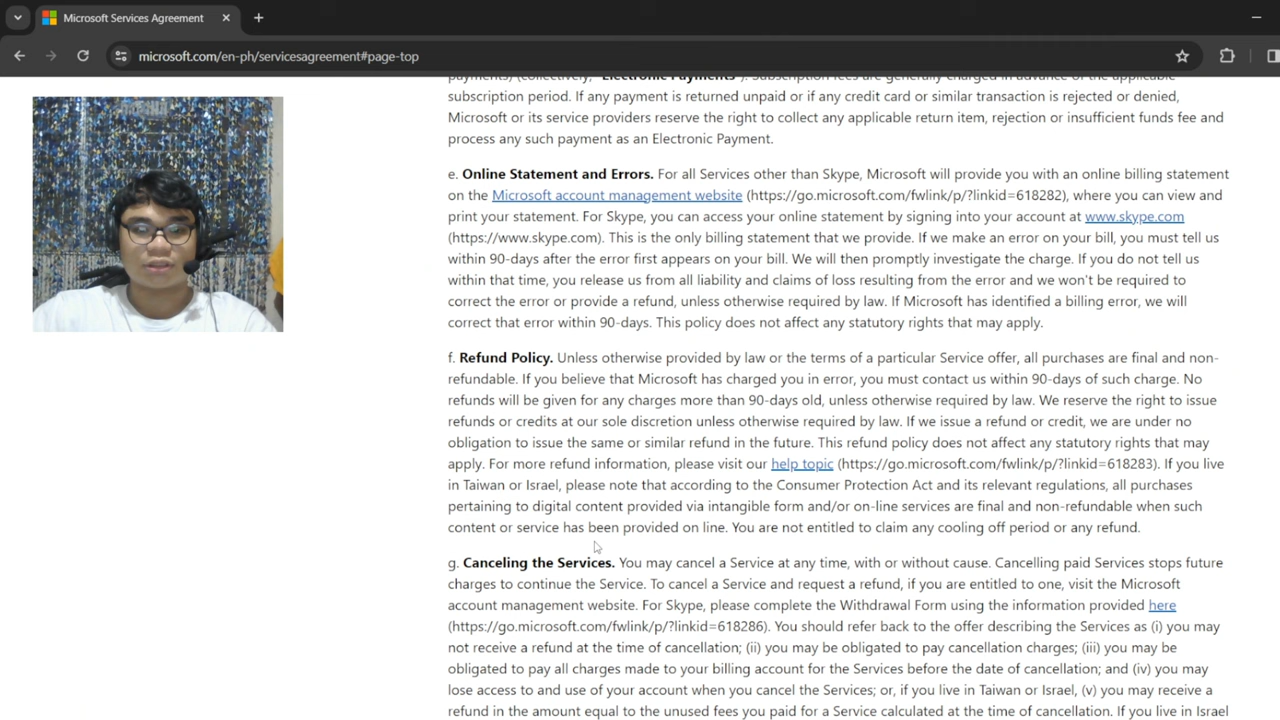 Microsoft Services Agreement
microsoft.com/en-ph/servicesagreement#page-top
payments) (collectively, "Electronic Payments"). Subscription fees are generally charged in advance of the applicable
subscription period. If any payment is returned unpaid or if any credit card or similar transaction is rejected or denied,
Microsoft or its service providers reserve the right to collect any applicable return item, rejection or insufficient funds fee and
process any such payment as an Electronic Payment.
e. Online Statement and Errors. For all Services other than Skype, Microsoft will provide you with an online billing statement
on the Microsoft account management website (https://go.microsoft.com/fwlink/p/?linkid=618282), where you can view and
print your statement. For Skype, you can access your online statement by signing into your account at www.skype.com
(https://www.skype.com). This is the only billing statement that we provide. If we make an error on your bill, you must tell us
within 90-days after the error first appears on your bill. We will then promptly investigate the charge. If you do not tell us
within that time, you release us from all liability and claims of loss resulting from the error and we won't be required to
correct the error or provide a refund, unless otherwise required by law. If Microsoft has identified a billing error, we will
correct that error within 90-days. This policy does not affect any statutory rights that may apply.
f. Refund Policy. Unless otherwise provided by law or the terms of a particular Service offer, all purchases are final and non-
refundable. If you believe that Microsoft has charged you in error, you must contact us within 90-days of such charge. No
refunds will be given for any charges more than 90-days old, unless otherwise required by law. We reserve the right to issue
refunds or credits at our sole discretion unless otherwise required by law. If we issue a refund or credit, we are under no
obligation to issue the same or similar refund in the future. This refund policy does not affect any statutory rights that may
apply. For more refund information, please visit our help topic (https://go.microsoft.com/fwlink/p/?linkid=618283). If you live
in Taiwan or Israel, please note that according to the Consumer Protection Act and its relevant regulations, all purchases
pertaining to digital content provided via intangible form and/or on-line services are final and non-refundable when such
content or service has been provided on line. You are not entitled to claim any cooling off period or any refund.
g. Canceling the Services. You may cancel a Service at any time, with or without cause. Cancelling paid Services stops future
charges to continue the Service. To cancel a Service and request a refund, if you are entitled to one, visit the Microsoft
account management website. For Skype, please complete the Withdrawal Form using the information provided here
(https://go.microsoft.com/fwlink/p/?linkid=618286). You should refer back to the offer describing the Services as (i) you may
not receive a refund at the time of cancellation; (ii) you may be obligated to pay cancellation charges; (iii) you may be
obligated to pay all charges made to your billing account for the Services before the date of cancellation; and (iv) you may
lose access to and use of your account when you cancel the Services; or, if you live in Taiwan or Israel, (v) you may receive a
refund in the amount equal to the unused fees you paid for a Service calculated at the time of cancellation. If you live in Israel